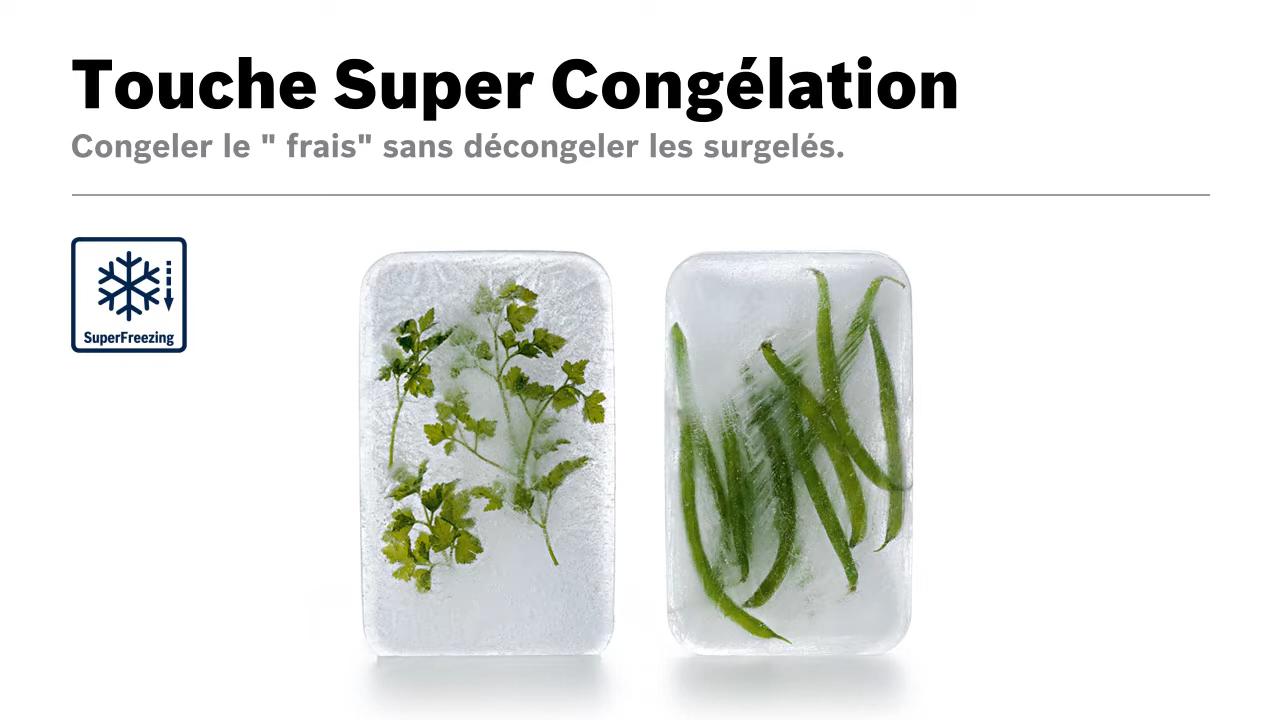 Touche Super Congélation
Congeler le " frais" sans décongeler les surgelés.
SuperFreezing